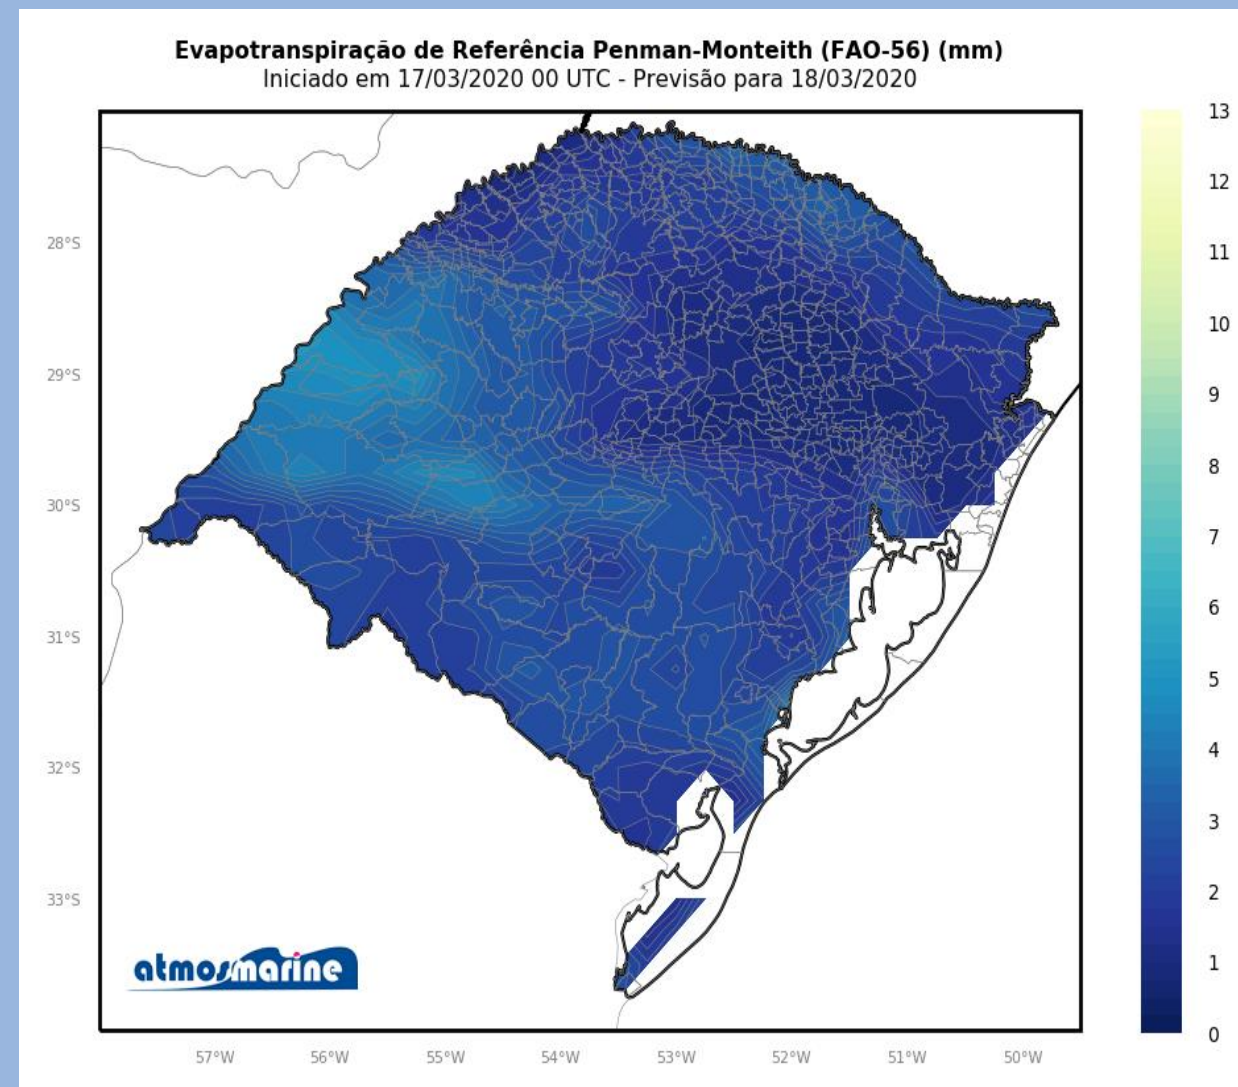 Evapotranspiração de Referência Penman-Monteith (FAO-56) (mm)
Iniciado em 17/03/2020 00 UTC - Previsão para 18/03/2020
13
12
11
10
9
8
7
6
5
4
3
2
1
0
28°S
29°S
30°S
31°S
32°S
33°S
atmosmarine
57°W
56°W
55°W
54°W
53°W
52°W
51°W
50°W